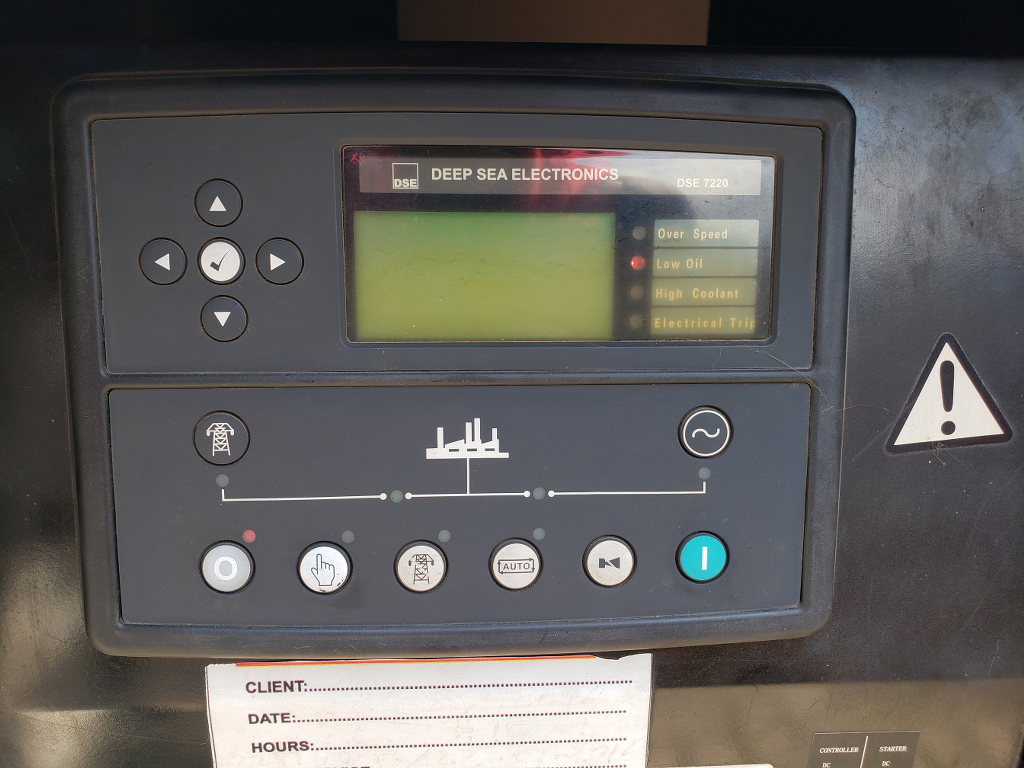 DSE DEEP SEA ELECTRONICS
DSE 7220
Over Speed
Low Oil
High Coolant
Electrical Trip
O
AUTO
I
CLIENT:
DATE:
HOURS:
CONTROLLER
DC
STARTER
DC